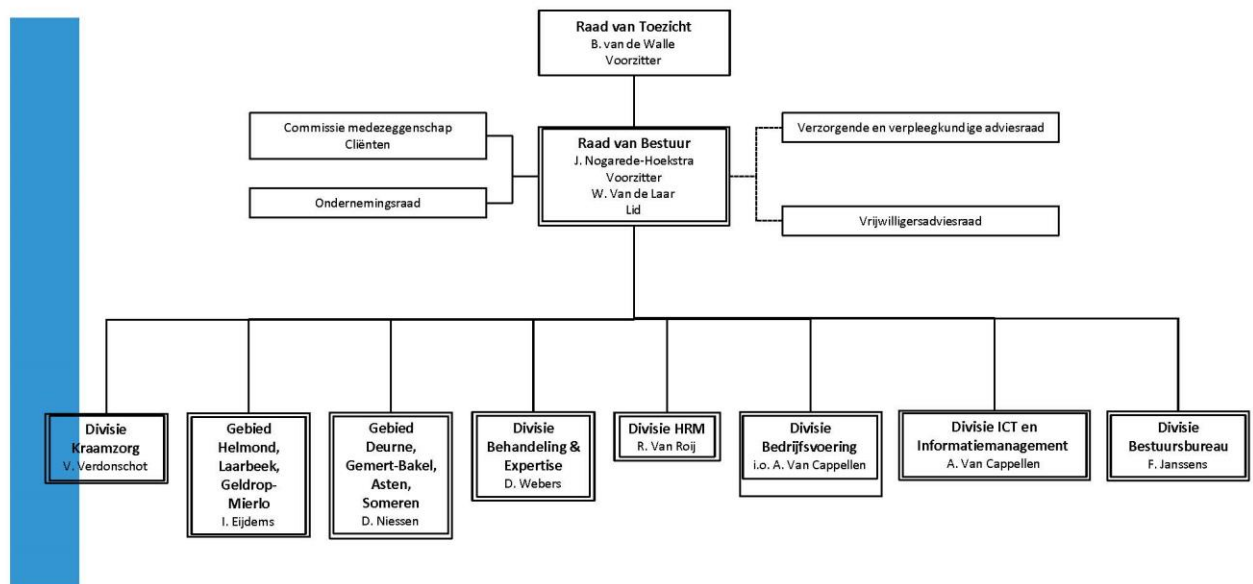 Raad van Toezicht
B. van de Walle
Voorzitter
Commissie medezeggenschap
Cliënten
Ondernemingsraad
Raad van Bestuur
J. Nogarede-Hoekstra
Voorzitter
W. Van de Laar
Lid
Verzorgende en verpleegkundige adviesraad
Vrijwilligersadviesraad
Divisie
Kraamzorg
V. Verdonschot
Gebied
Helmond,
Laarbeek,
Geldrop-
Mierlo
I. Eijdems
Gebied
Deurne,
Gemert-Bakel,
Asten,
Someren
D. Niessen
Divisie
Behandeling &
Expertise
D. Webers
Divisie HRM
R. Van Roij
Divisie
Bedrijfsvoering
i.o. A. Van Cappellen
Divisie ICT en
Informatiemanagement
A. Van Cappellen
Divisie
Bestuursbureau
F. Janssens